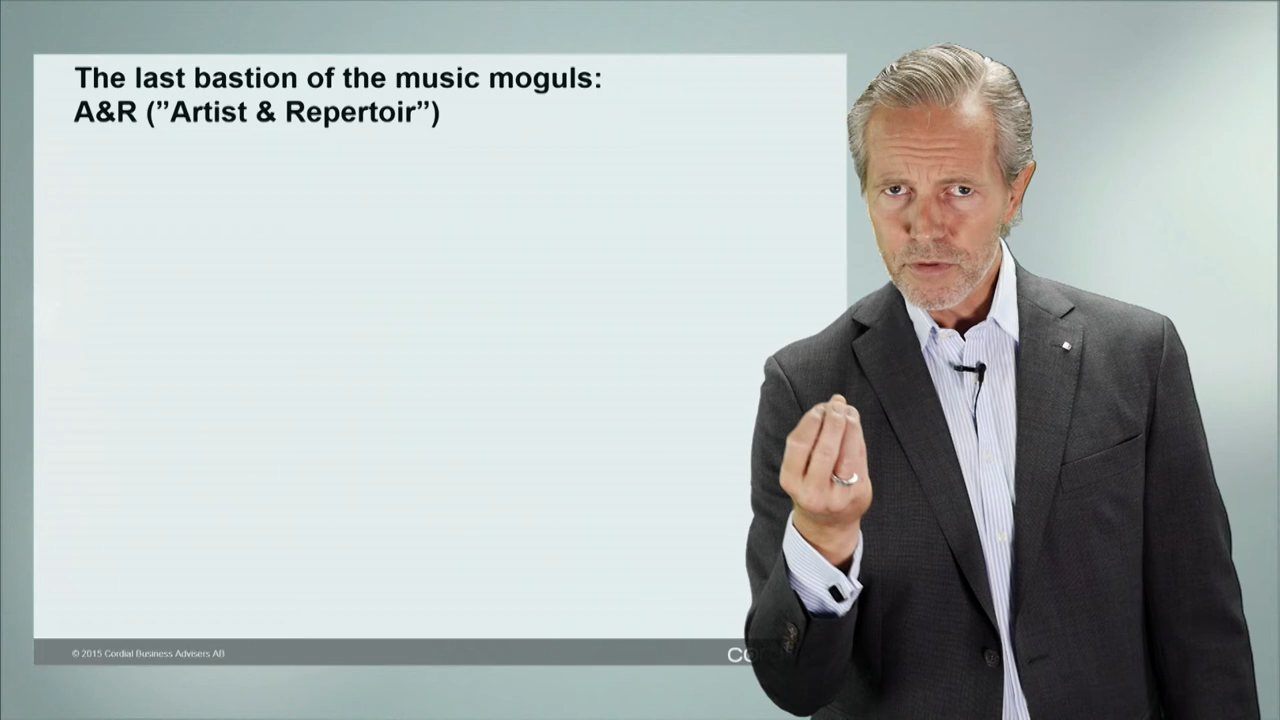 The last bastion of the music moguls:
A&R (”Artist & Repertoir”)
© 2015 Cordial Business Advisers AB